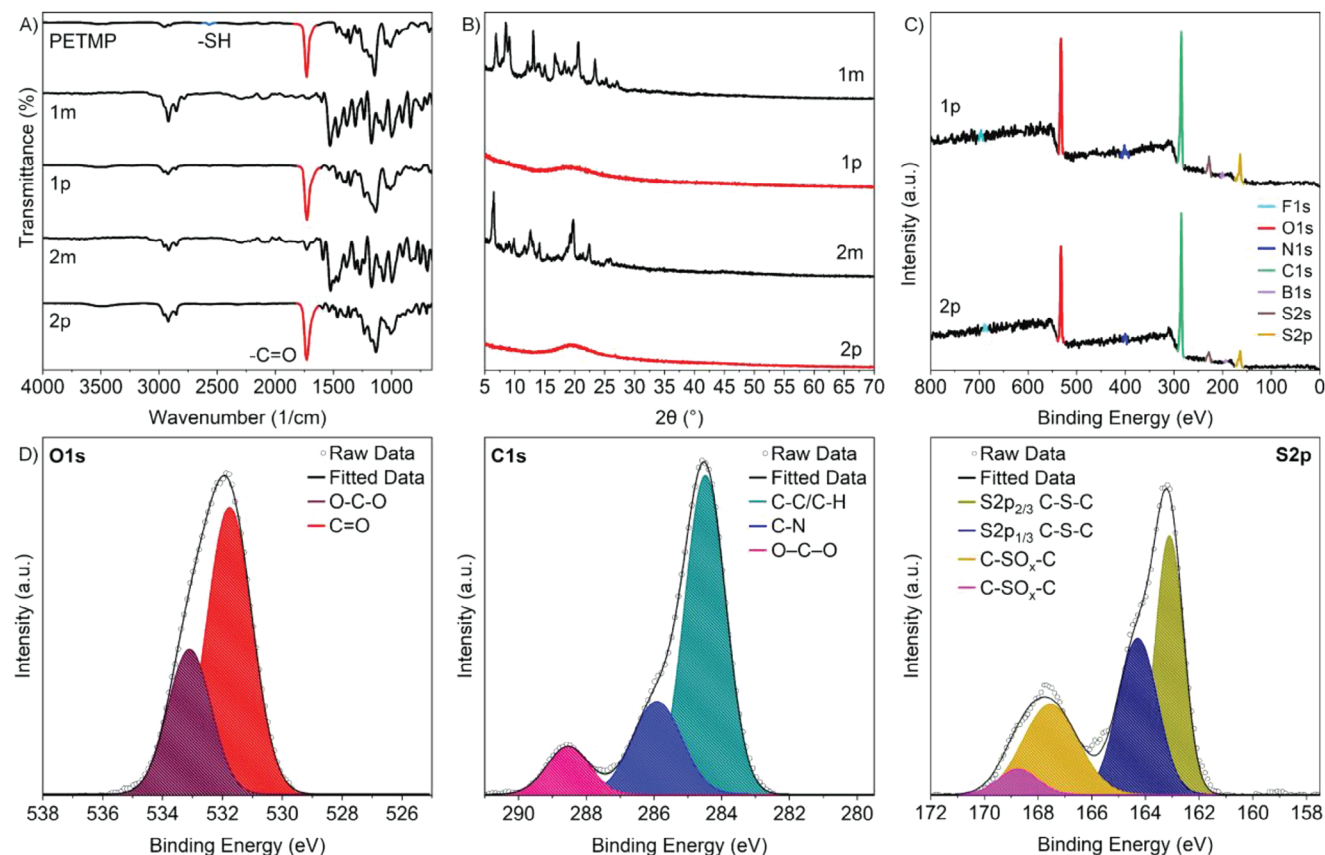 A)
PETMP
-SH
1m
1p
2m
2p
-C=O
Transmittance (%)
4000 3500 3000 2500 2000 1500 1000
Wavenumber (1/cm)
B)
1m
1p
2m
2p
5 10 15 20 25 30 35 40 45 50 55 60 65 70
2θ (°)
C)
1p
2p
F1s
O1s
N1s
C1s
B1s
S2s
S2p
Intensity (a.u.)
800 700 600 500 400 300 200 100 0
Binding Energy (eV)
D) O1s
Raw Data
Fitted Data
O-C-O
C=O
Intensity (a.u.)
538 536 534 532 530 528 526
Binding Energy (eV)
C1s
Raw Data
Fitted Data
C-C/C-H
C-N
O–C–O
Intensity (a.u.)
290 288 286 284 282 280
Binding Energy (eV)
S2p
Raw Data
Fitted Data
S2p2/3 C-S-C
S2p1/3 C-S-C
C-SOx-C
C-SOx-C
Intensity (a.u.)
172 170 168 166 164 162 160 158
Binding Energy (eV)